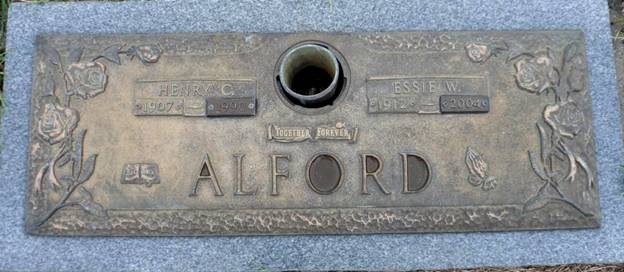 HENRY C.
1907
ESSIE W.
1912 – 2004
TOGETHER FOREVER
ALFORD